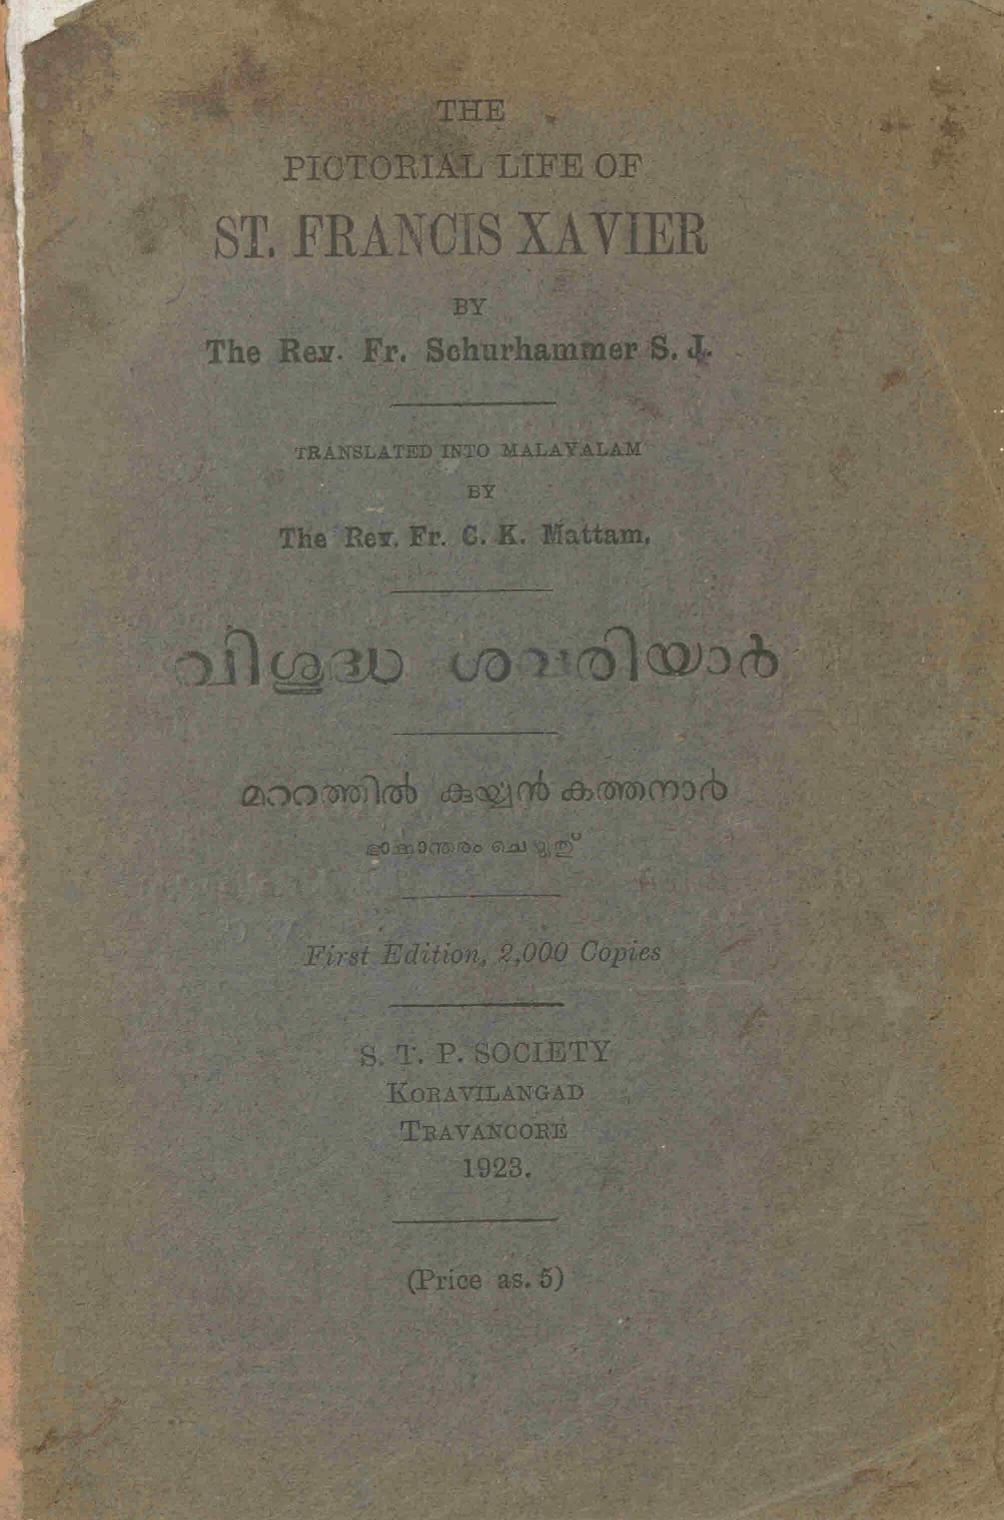 THE
PICTORIAL LIFE OF
ST. FRANCIS XAVIER
BY
The Rev. Fr. Schurhammer S. J.
TRANSLATED INTO MALAYALAM
BY
The Rev. Fr. C. K. Mattam.
വിശുദ്ധ ശവരിയാർ
മററത്തിൽ കുയ്യൻ കത്തനാർ
ഭാഷാന്തരം ചെയ്തതു്
First Edition, 2,000 Copies
S. T. P. SOCIETY
KORAVILANGAD
TRAVANCORE
1923.
(Price as. 5)